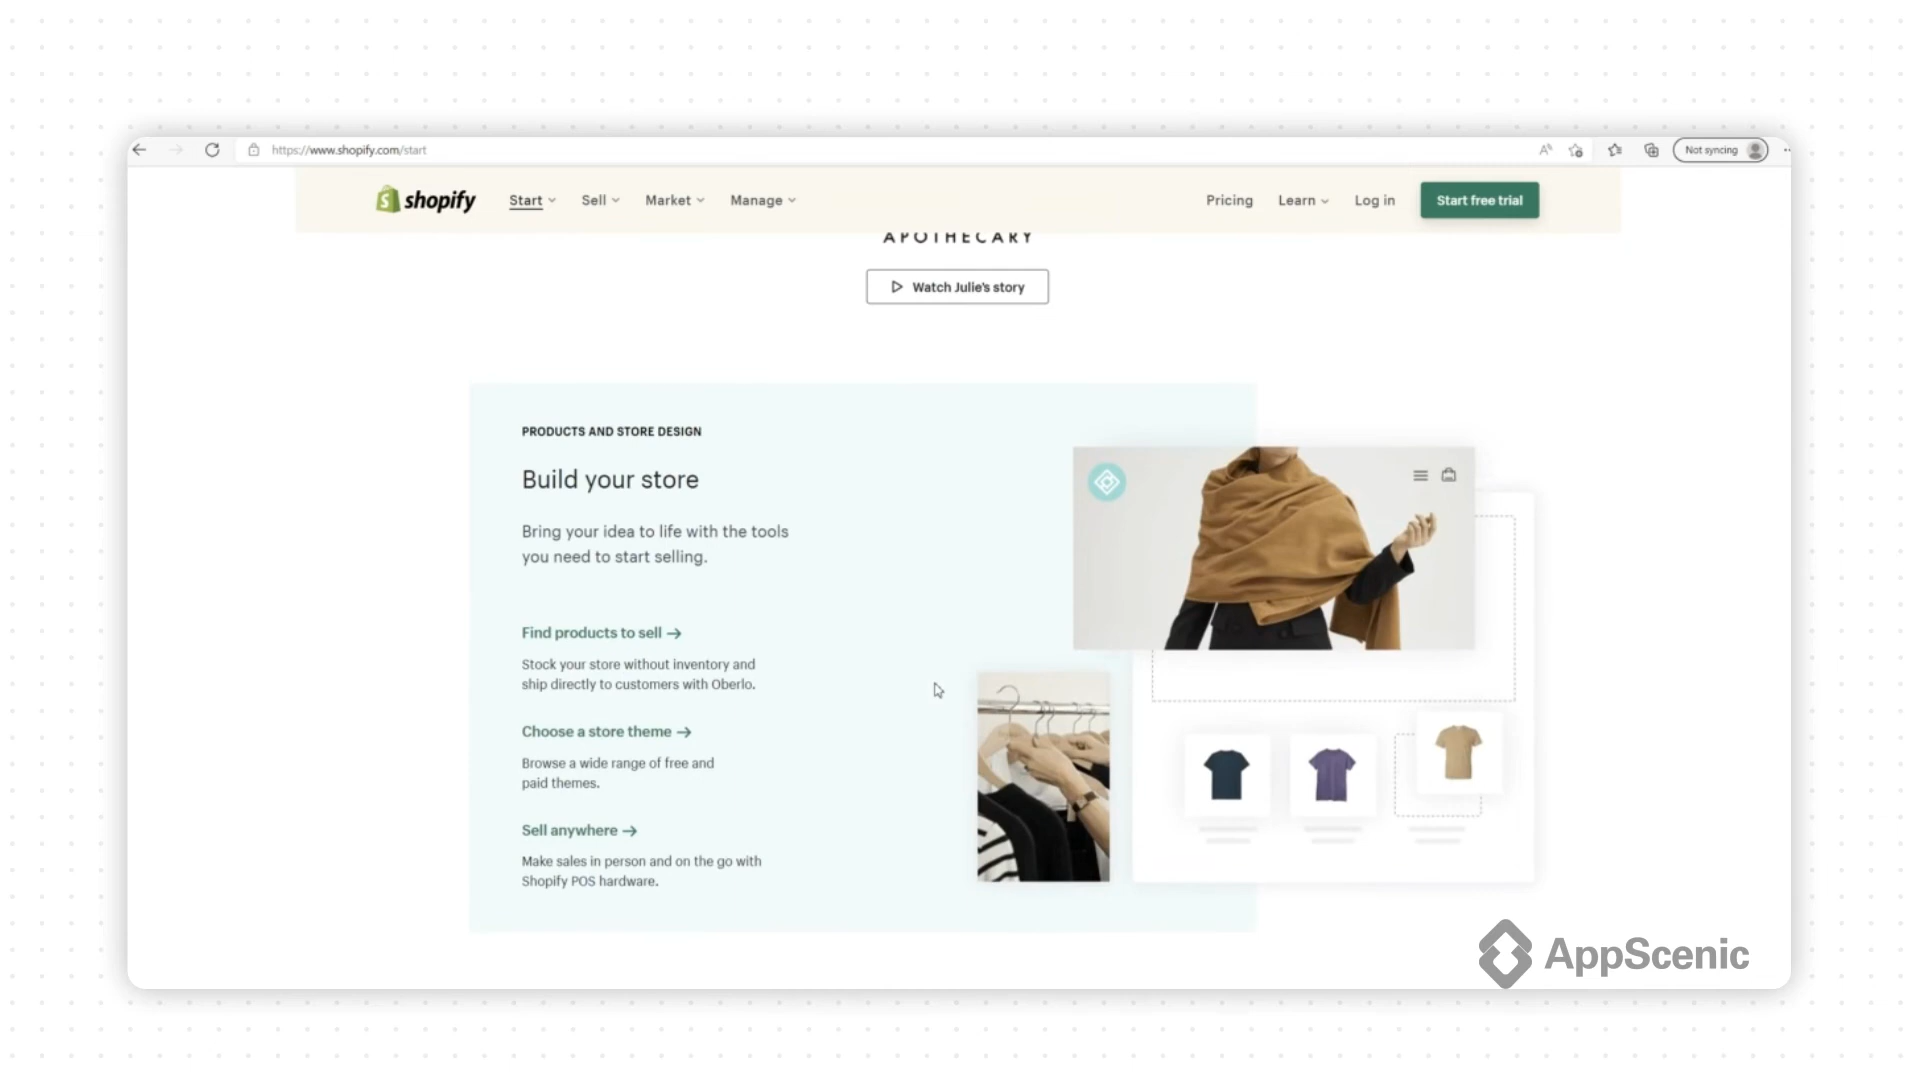 https://www.shopify.com/start
Not syncing
shopify
Start
Sell
Market
Manage
Pricing
Learn
Log in
Start free trial
APOTHECARY
Watch Julie's story
PRODUCTS AND STORE DESIGN
Build your store
Bring your idea to life with the tools
you need to start selling.
Find products to sell →
Stock your store without inventory and
ship directly to customers with Oberlo.
Choose a store theme →
Browse a wide range of free and
paid themes.
Sell anywhere →
Make sales in person and on the go with
Shopify POS hardware.
AppScenic